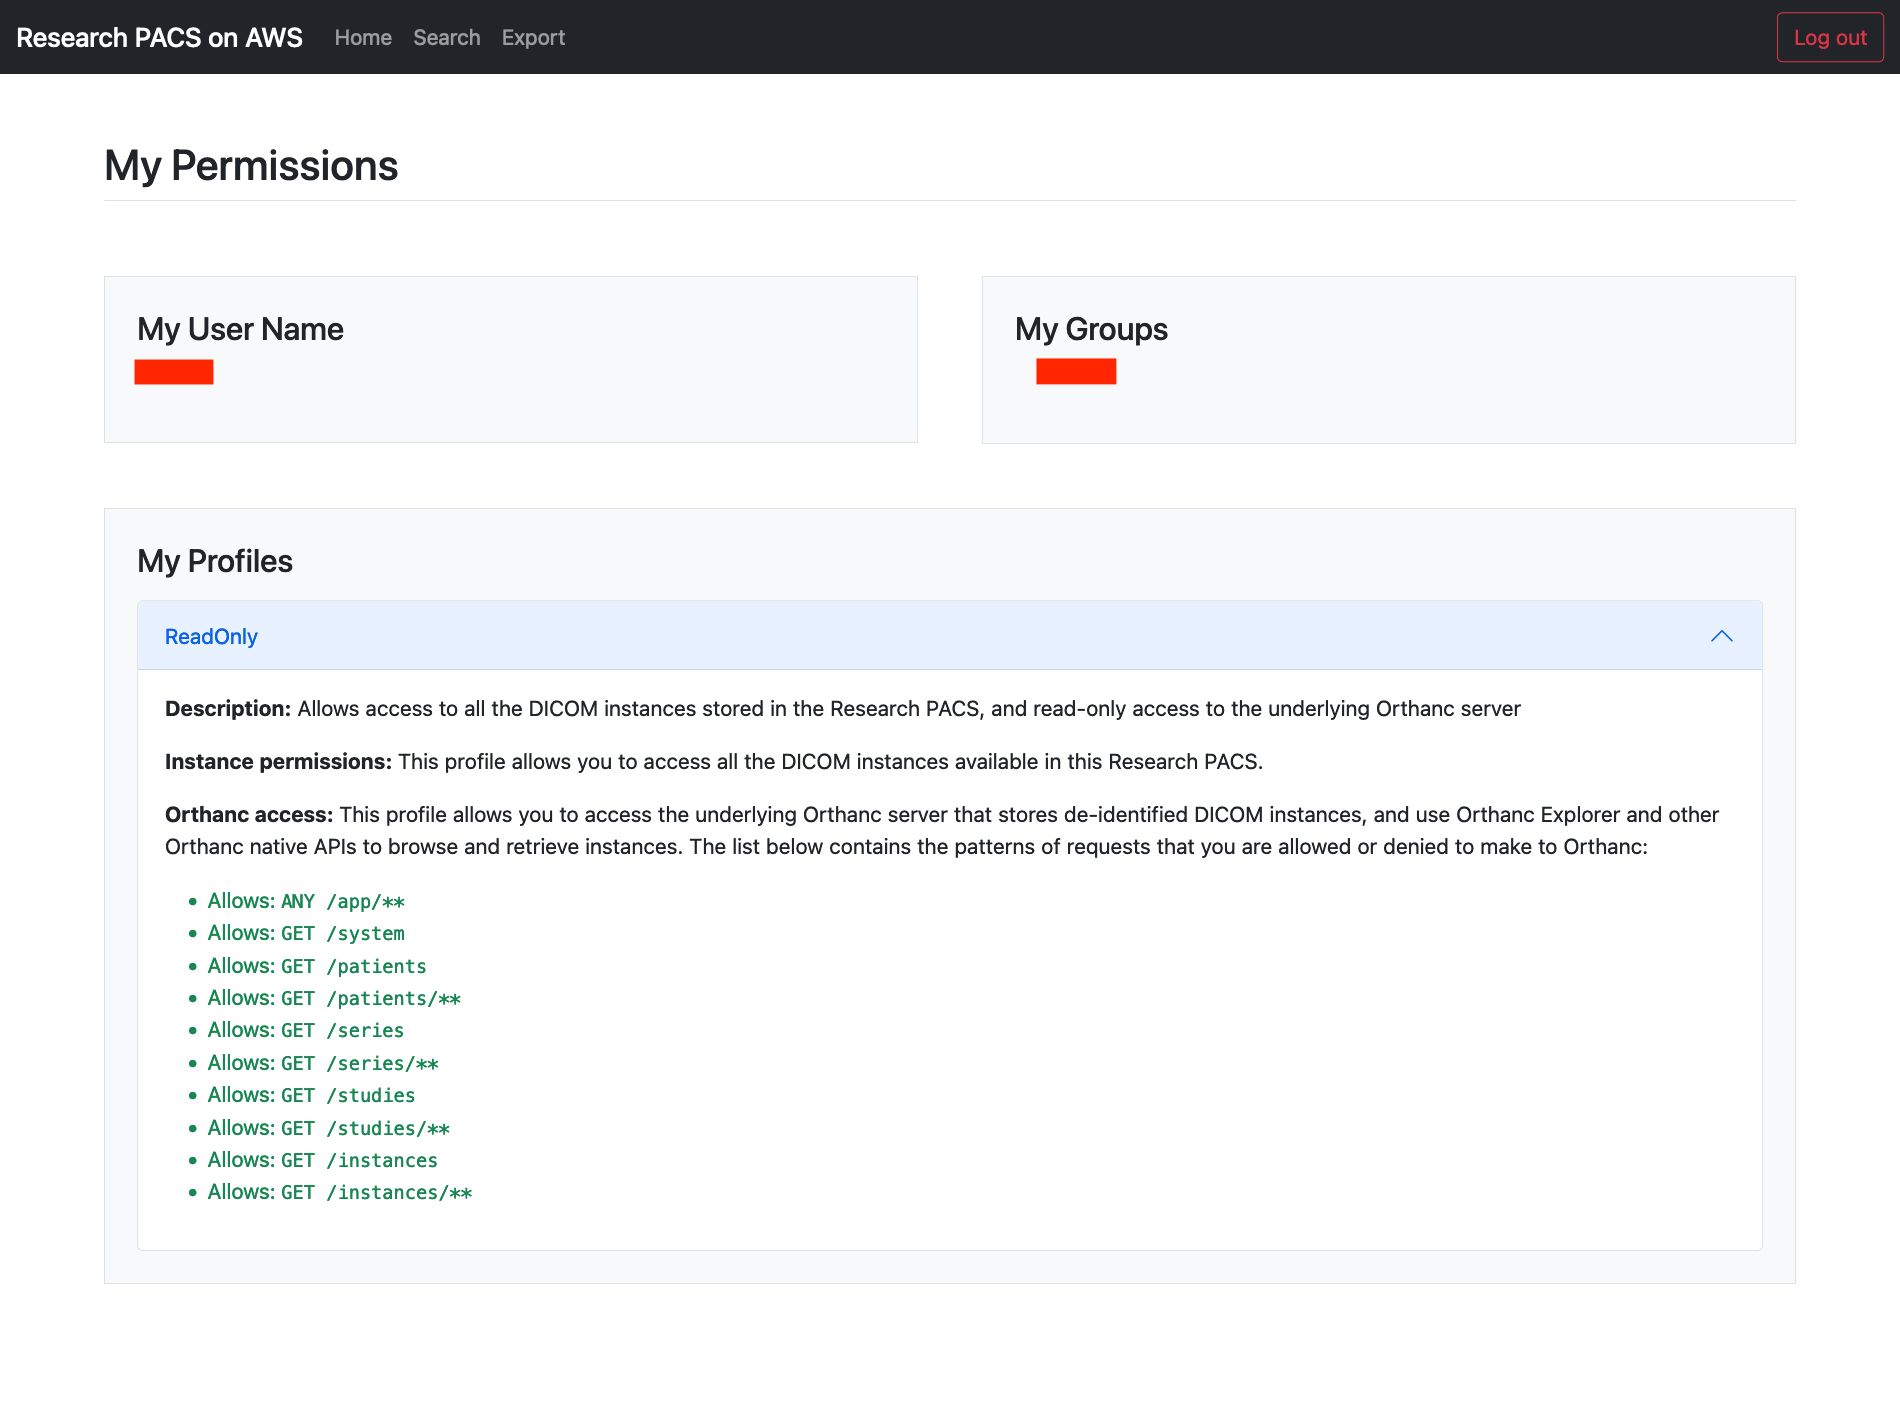 Research PACS on AWS Home Search Export Log out
My Permissions
My User Name
My Groups
My Profiles
ReadOnly
Description: Allows access to all the DICOM instances stored in the Research PACS, and read-only access to the underlying Orthanc server
Instance permissions: This profile allows you to access all the DICOM instances available in this Research PACS.
Orthanc access: This profile allows you to access the underlying Orthanc server that stores de-identified DICOM instances, and use Orthanc Explorer and other
Orthanc native APIs to browse and retrieve instances. The list below contains the patterns of requests that you are allowed or denied to make to Orthanc:
• Allows: ANY /app/**
• Allows: GET /system
• Allows: GET /patients
• Allows: GET /patients/**
• Allows: GET /series
• Allows: GET /series/**
• Allows: GET /studies
• Allows: GET /studies/**
• Allows: GET /instances
• Allows: GET /instances/**